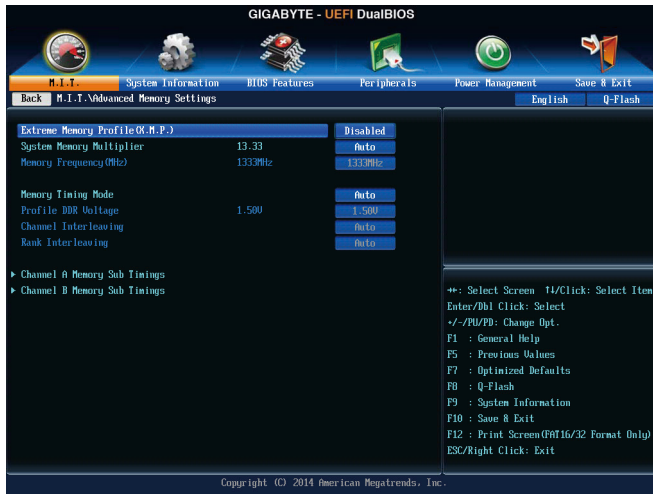 GIGABYTE - UEFI DualBIOS
M.I.T. System Information BIOS Features Peripherals Power Management Save & Exit
Back M.I.T.\Advanced Memory Settings English Q-Flash
Extreme Memory Profile(X.M.P.) Disabled
System Memory Multiplier 13.33 Auto
Memory Frequency(MHz) 1333MHz 1333MHz
Memory Timing Mode Auto
Profile DDR Voltage 1.50V 1.50V
Channel Interleaving Auto
Rank Interleaving Auto
Channel A Memory Sub Timings
Channel B Memory Sub Timings
→←: Select Screen ↑↓/Click: Select Item
Enter/Dbl Click: Select
+/-/PU/PD: Change Opt.
F1 : General Help
F5 : Previous Values
F7 : Optimized Defaults
F8 : Q-Flash
F9 : System Information
F10 : Save & Exit
F12 : Print Screen(FAT16/32 Format Only)
ESC/Right Click: Exit
Copyright (C) 2014 American Megatrends, Inc.